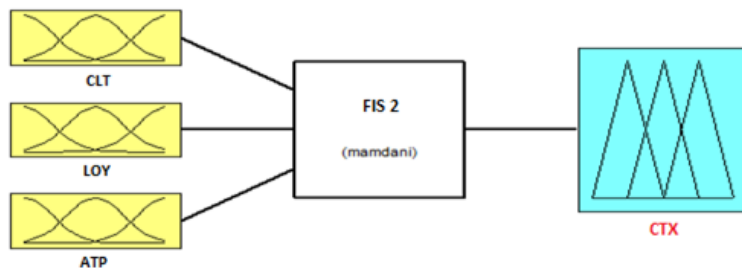 CLT
LOY
ATP
FIS 2
(mamdani)
CTX